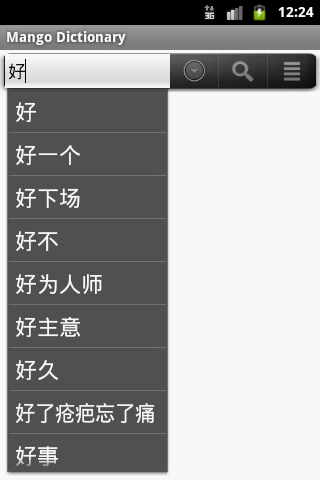 3G 12:24
Mango Dictionary
好
好
好一个
好下场
好不
好为人师
好主意
好久
好了疮疤忘了痛
好事